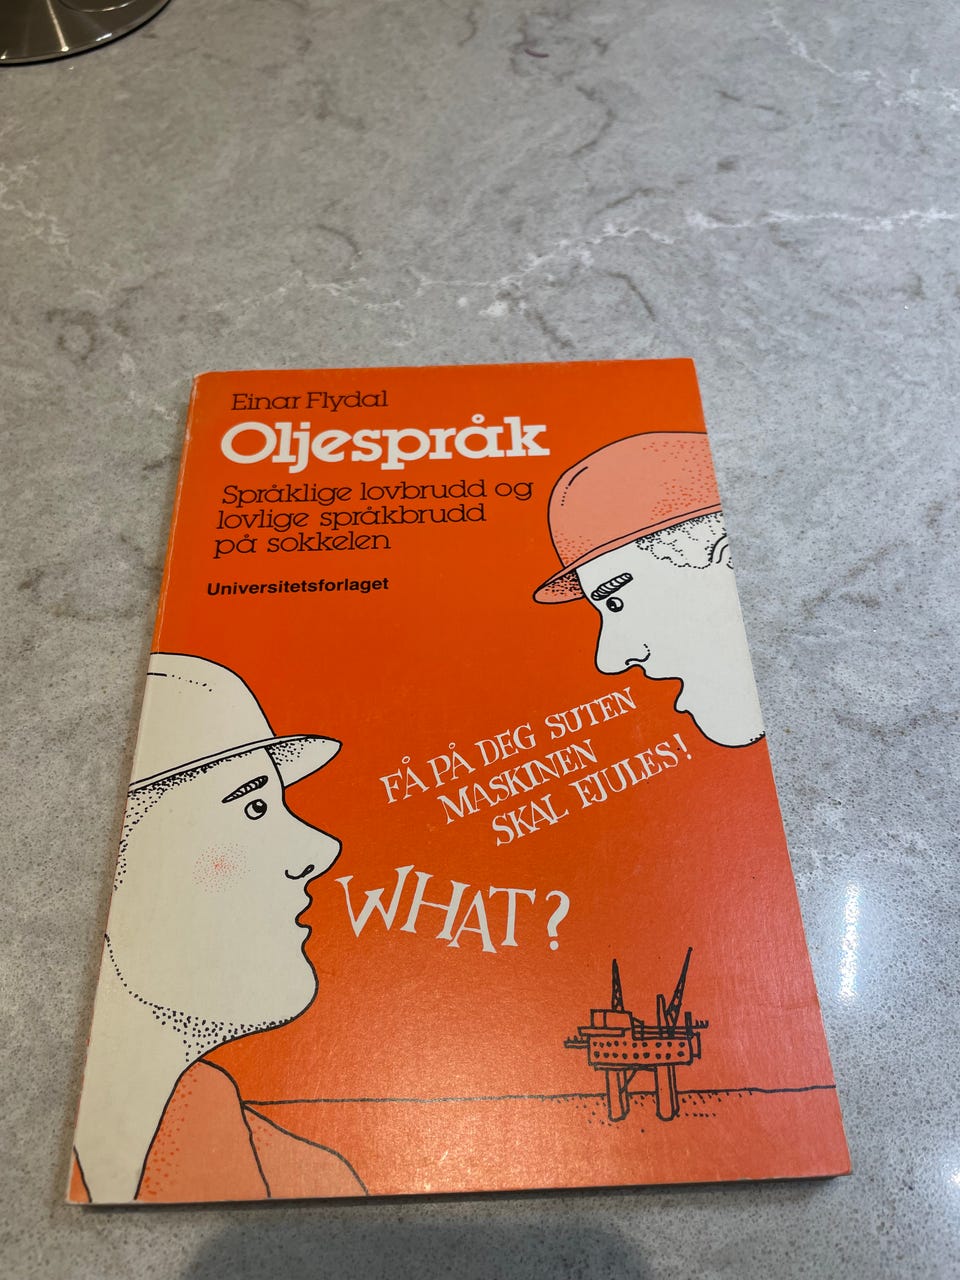 Einar Flydal
Oljespråk
Språklige lovbrudd og
lovlige språkbrudd
på sokkelen
Universitetsforlaget
FÅ PÅ DEG SUTEN
MASKINEN
SKAL FJULES!
WHAT?